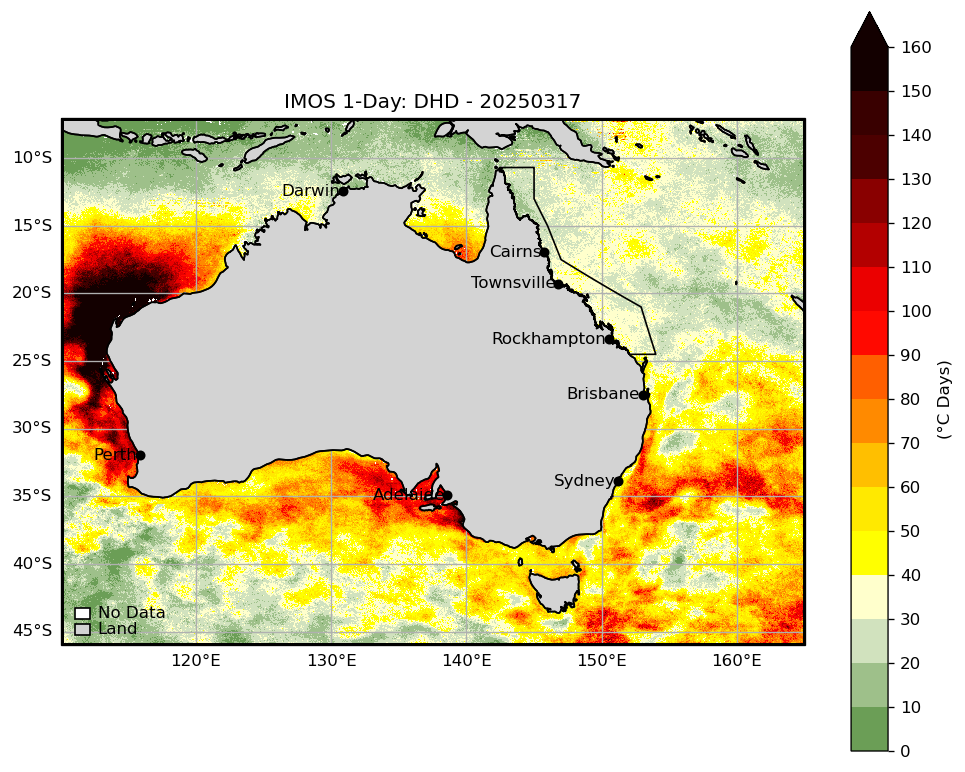 IMOS 1-Day: DHD - 20250317
160
150
140
130
120
110
100
90
80
70
60
50
40
30
20
10
0
(°C Days)
10°S
15°S
20°S
25°S
30°S
35°S
40°S
45°S
Darwin
Cairns
Townsville
Rockhampton
Brisbane
Perth
Sydney
Adelaide
No Data
Land
120°E
130°E
140°E
150°E
160°E